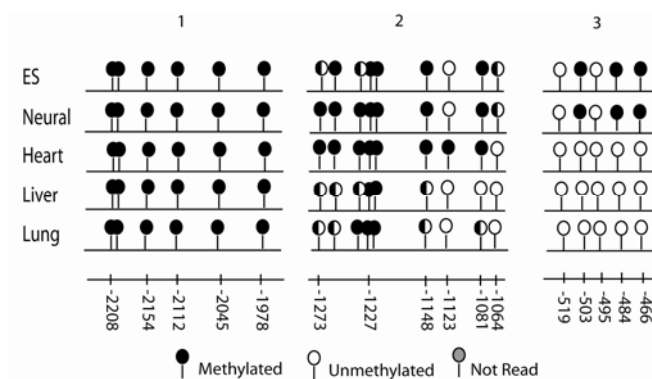 1 2 3
ES
Neural
Heart
Liver
Lung
-2208 -2154 -2112 -2045 -1978 -1273 -1227 -1148 -1123 -1081 -1064 -519 -503 -495 -484 -466
Methylated Unmethylated Not Read